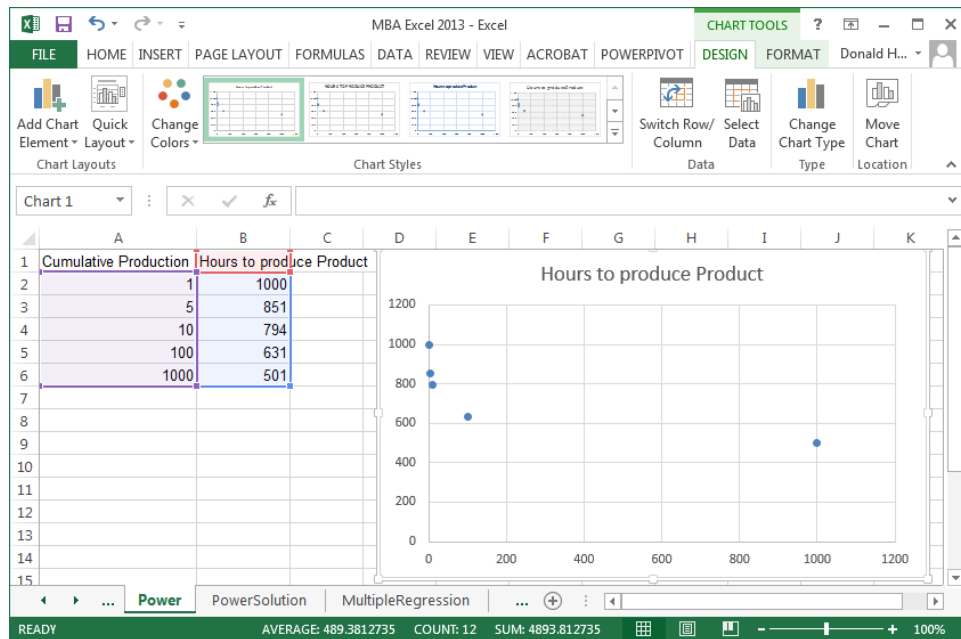 MBA Excel 2013 - Excel
CHART TOOLS
?
FILE HOME INSERT PAGE LAYOUT FORMULAS DATA REVIEW VIEW ACROBAT POWERPIVOT DESIGN FORMAT Donald H...
Add Chart Element
Quick Layout
Change Colors
Switch Row/ Column
Select Data
Change Chart Type
Move Chart
Chart Layouts
Chart Styles
Data
Type
Location
Chart 1
fx
A B C D E F G H I J K
1 Cumulative Production Hours to produce Product
2 1 1000
3 5 851
4 10 794
5 100 631
6 1000 501
7
8
9
10
11
12
13
14
15
Hours to produce Product
1200
1000
800
600
400
200
0
0 200 400 600 800 1000 1200
... Power PowerSolution MultipleRegression ...
READY AVERAGE: 489.3812735 COUNT: 12 SUM: 4893.812735 100%